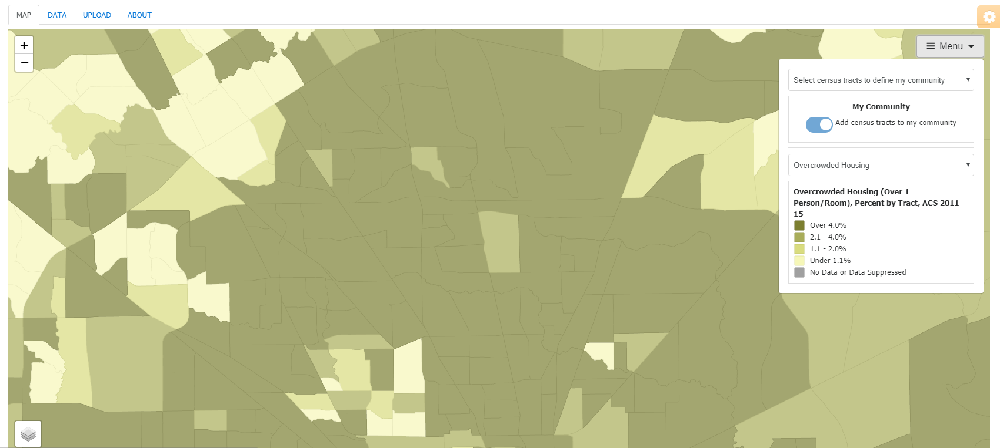 MAP DATA UPLOAD ABOUT
+
−
Menu
Select census tracts to define my community
My Community
Add census tracts to my community
Overcrowded Housing
Overcrowded Housing (Over 1
Person/Room), Percent by Tract, ACS 2011-
15
Over 4.0%
2.1 - 4.0%
1.1 - 2.0%
Under 1.1%
No Data or Data Suppressed